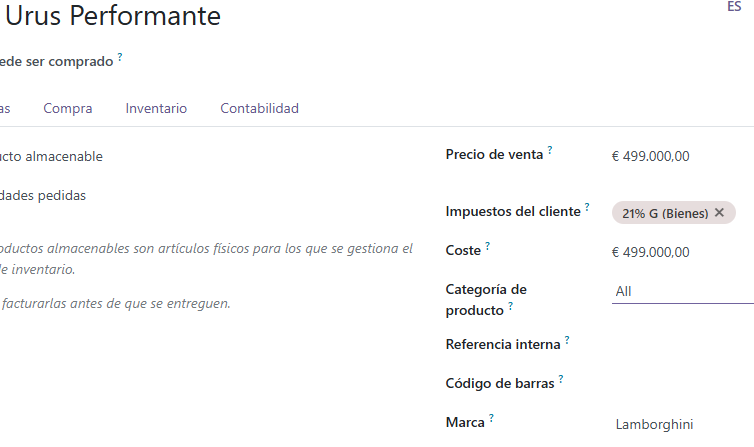 Urus Performante
ES
ede ser comprado ?
as Compra Inventario Contabilidad
ucto almacenable
Precio de venta ? € 499.000,00
dades pedidas
Impuestos del cliente ? 21% G (Bienes) ✕
oductos almacenables son artículos físicos para los que se gestiona el
Coste ? € 499.000,00
le inventario.
Categoría de
producto ? All
facturarlas antes de que se entreguen.
Referencia interna ?
Código de barras ?
Marca ? Lamborghini